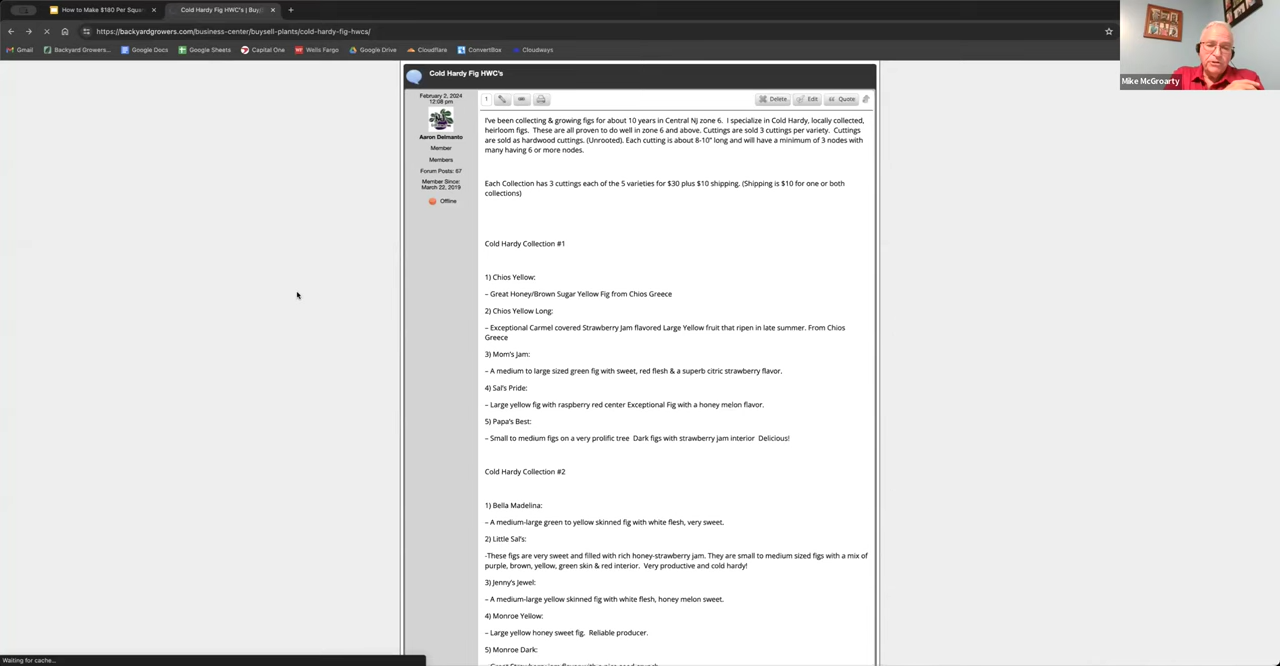 How to Make $180 Per Squar
Cold Hardy Fig HWC's | Buy/
https://backyardgrowers.com/business-center/buysell-plants/cold-hardy-fig-hwcs/
Gmail
Backyard Growers...
Google Docs
Google Sheets
Capital One
Wells Fargo
Google Drive
Cloudflare
ConvertBox
Cloudways
Mike McGroarty
Cold Hardy Fig HWC's
February 2, 2024
12:08 pm
Aaron Delmanto
Member
Members
Forum Posts: 67
Member Since:
March 22, 2019
Offline
1
Delete
Edit
Quote
I've been collecting & growing figs for about 10 years in Central NJ zone 6. I specialize in Cold Hardy, locally collected,
heirloom figs. These are all proven to do well in zone 6 and above. Cuttings are sold 3 cuttings per variety. Cuttings
are sold as hardwood cuttings. (Unrooted). Each cutting is about 8-10" long and will have a minimum of 3 nodes with
many having 6 or more nodes.
Each Collection has 3 cuttings each of the 5 varieties for $30 plus $10 shipping. (Shipping is $10 for one or both
collections)
Cold Hardy Collection #1
1) Chios Yellow:
– Great Honey/Brown Sugar Yellow Fig from Chios Greece
2) Chios Yellow Long:
– Exceptional Carmel covered Strawberry Jam flavored Large Yellow fruit that ripen in late summer. From Chios
Greece
3) Mom's Jam:
– A medium to large sized green fig with sweet, red flesh & a superb citric strawberry flavor.
4) Sal's Pride:
– Large yellow fig with raspberry red center Exceptional Fig with a honey melon flavor.
5) Papa's Best:
– Small to medium figs on a very prolific tree Dark figs with strawberry jam interior Delicious!
Cold Hardy Collection #2
1) Bella Madelina:
– A medium-large green to yellow skinned fig with white flesh, very sweet.
2) Little Sal's:
-These figs are very sweet and filled with rich honey-strawberry jam. They are small to medium sized figs with a mix of
purple, brown, yellow, green skin & red interior. Very productive and cold hardy!
3) Jenny's Jewel:
– A medium-large yellow skinned fig with white flesh, honey melon sweet.
4) Monroe Yellow:
– Large yellow honey sweet fig. Reliable producer.
5) Monroe Dark:
Waiting for cache...